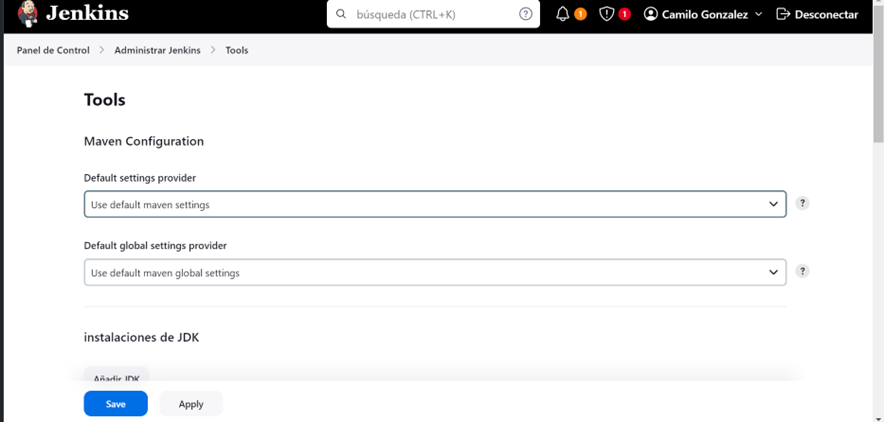 Jenkins búsqueda (CTRL+K) ? 1 1 Camilo Gonzalez Desconectar
Panel de Control > Administrar Jenkins > Tools
Tools
Maven Configuration
Default settings provider
Use default maven settings ?
Default global settings provider
Use default maven global settings ?
instalaciones de JDK
Añadir JDK
Save Apply